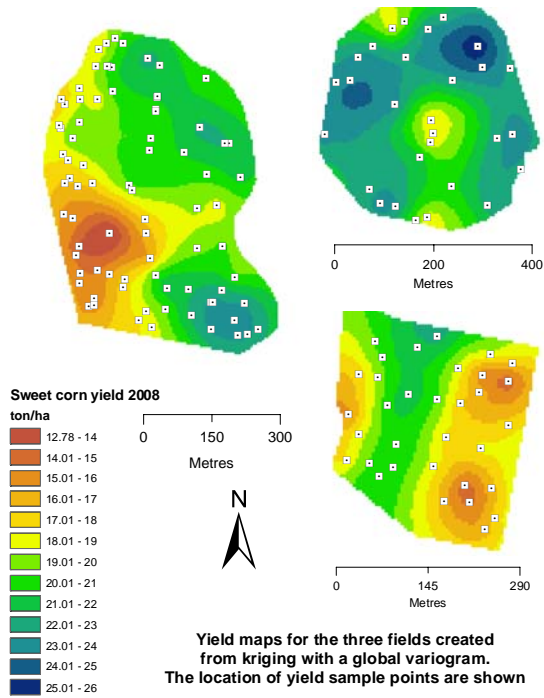 0 200 400
Metres
Sweet corn yield 2008
ton/ha
12.78 - 14
14.01 - 15
15.01 - 16
16.01 - 17
17.01 - 18
18.01 - 19
19.01 - 20
20.01 - 21
21.01 - 22
22.01 - 23
23.01 - 24
24.01 - 25
25.01 - 26
0 150 300
Metres
N
0 145 290
Metres
Yield maps for the three fields created
from kriging with a global variogram.
The location of yield sample points are shown